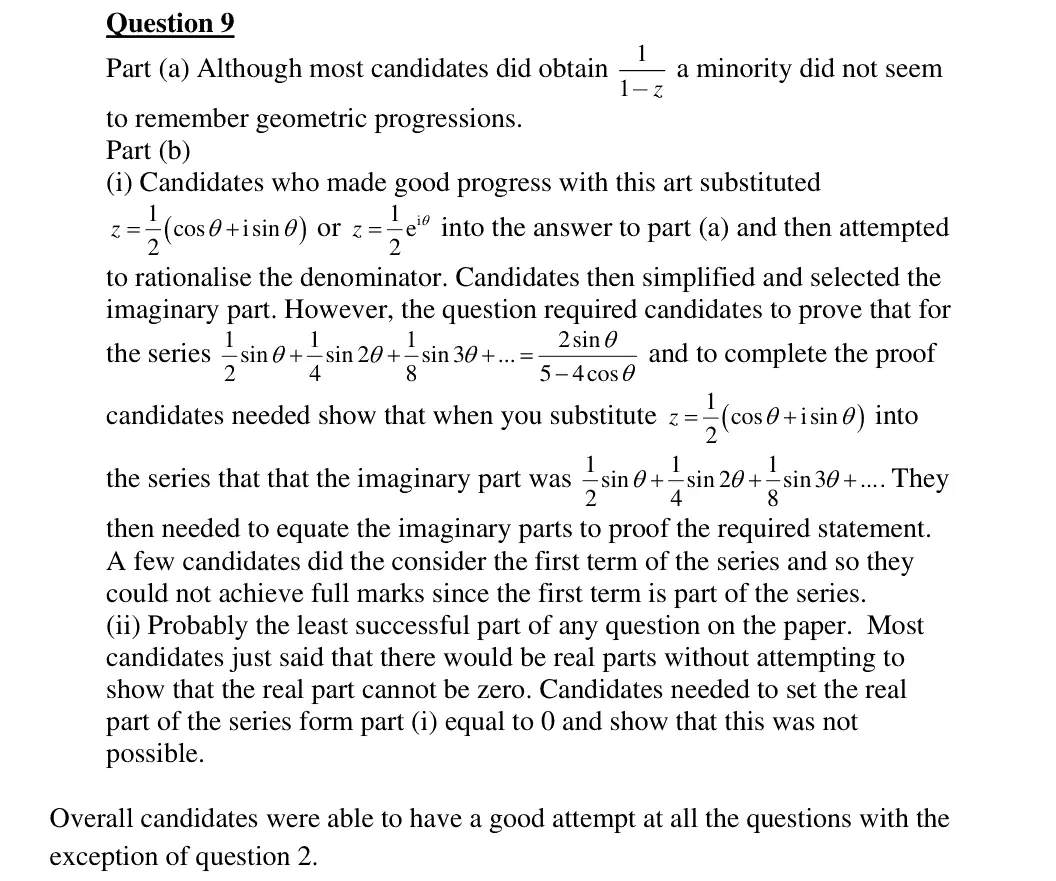 Question 9
Part (a) Although most candidates did obtain 1/(1−z) a minority did not seem
to remember geometric progressions.
Part (b)
(i) Candidates who made good progress with this art substituted
z = 1/2(cos θ + i sin θ) or z = 1/2 e^{iθ} into the answer to part (a) and then attempted
to rationalise the denominator. Candidates then simplified and selected the
imaginary part. However, the question required candidates to prove that for
the series 1/2 sin θ + 1/4 sin 2θ + 1/8 sin 3θ + ... = 2 sin θ/(5 − 4 cos θ) and to complete the proof
candidates needed show that when you substitute z = 1/2(cos θ + i sin θ) into
the series that that the imaginary part was 1/2 sin θ + 1/4 sin 2θ + 1/8 sin 3θ + .... They
then needed to equate the imaginary parts to proof the required statement.
A few candidates did the consider the first term of the series and so they
could not achieve full marks since the first term is part of the series.
(ii) Probably the least successful part of any question on the paper.  Most
candidates just said that there would be real parts without attempting to
show that the real part cannot be zero. Candidates needed to set the real
part of the series form part (i) equal to 0 and show that this was not
possible.
Overall candidates were able to have a good attempt at all the questions with the
exception of question 2.